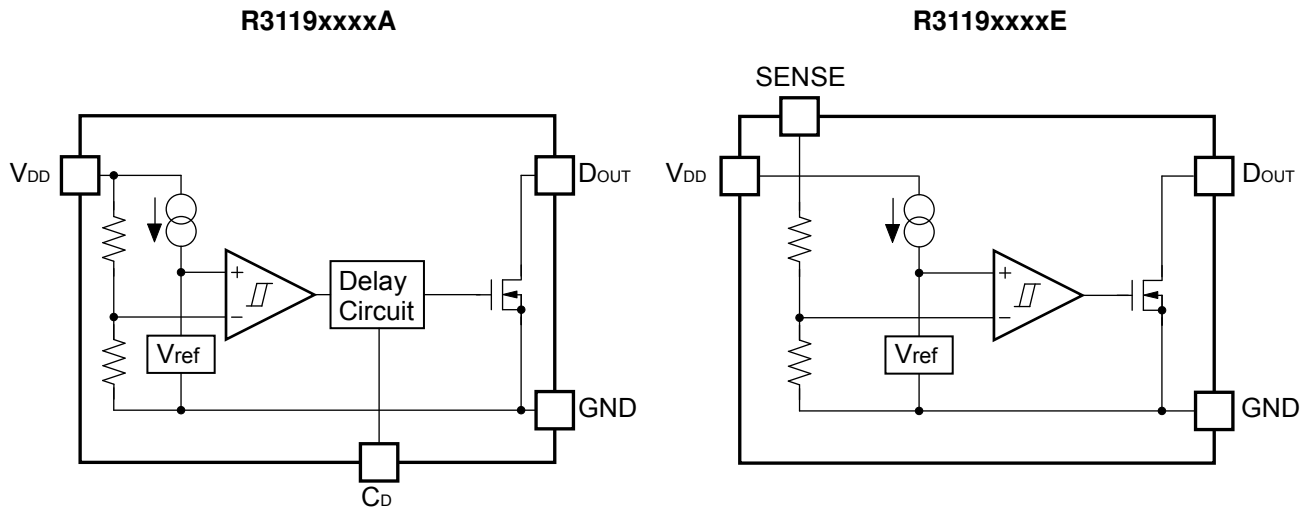 R3119xxxxA
VDD
DOUT
+
−
Delay
Circuit
Vref
GND
CD
R3119xxxxE
SENSE
VDD
DOUT
+
−
Vref
GND